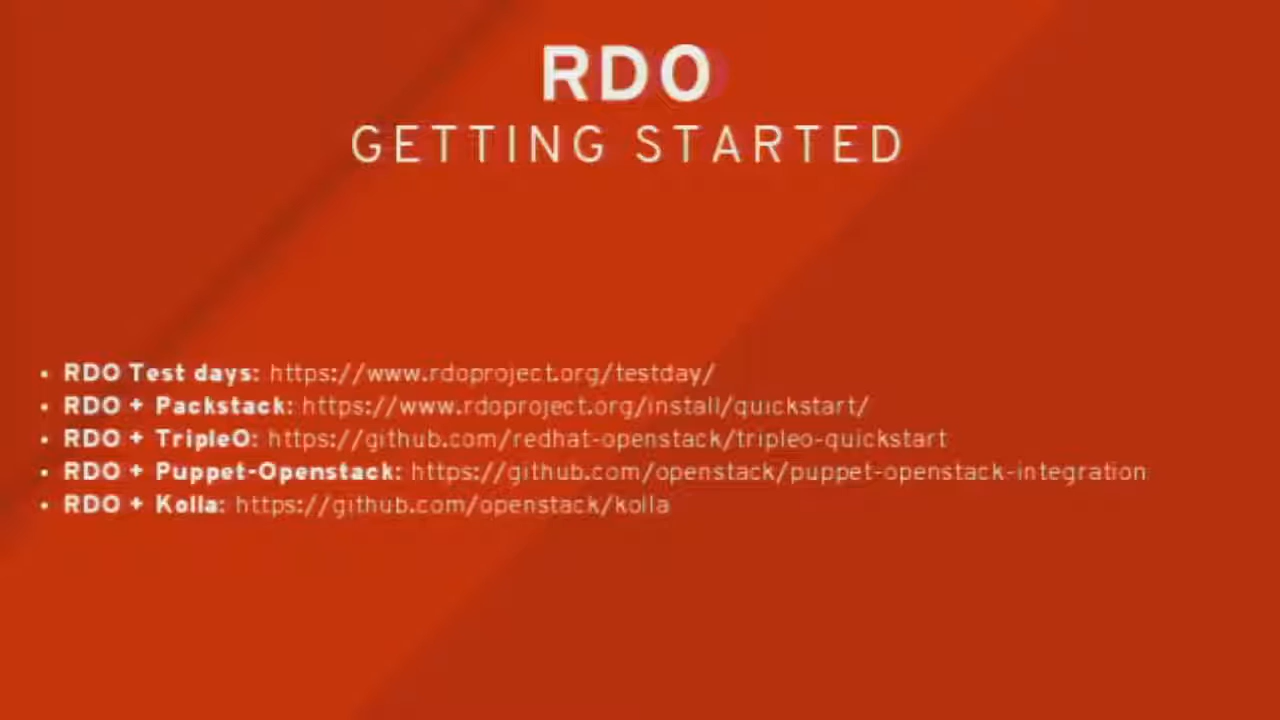 RDO
GETTING STARTED
• RDO Test days: https://www.rdoproject.org/testday/
• RDO + Packstack: https://www.rdoproject.org/install/quickstart/
• RDO + TripleO: https://github.com/redhat-openstack/tripleo-quickstart
• RDO + Puppet-Openstack: https://github.com/openstack/puppet-openstack-integration
• RDO + Kolla: https://github.com/openstack/kolla